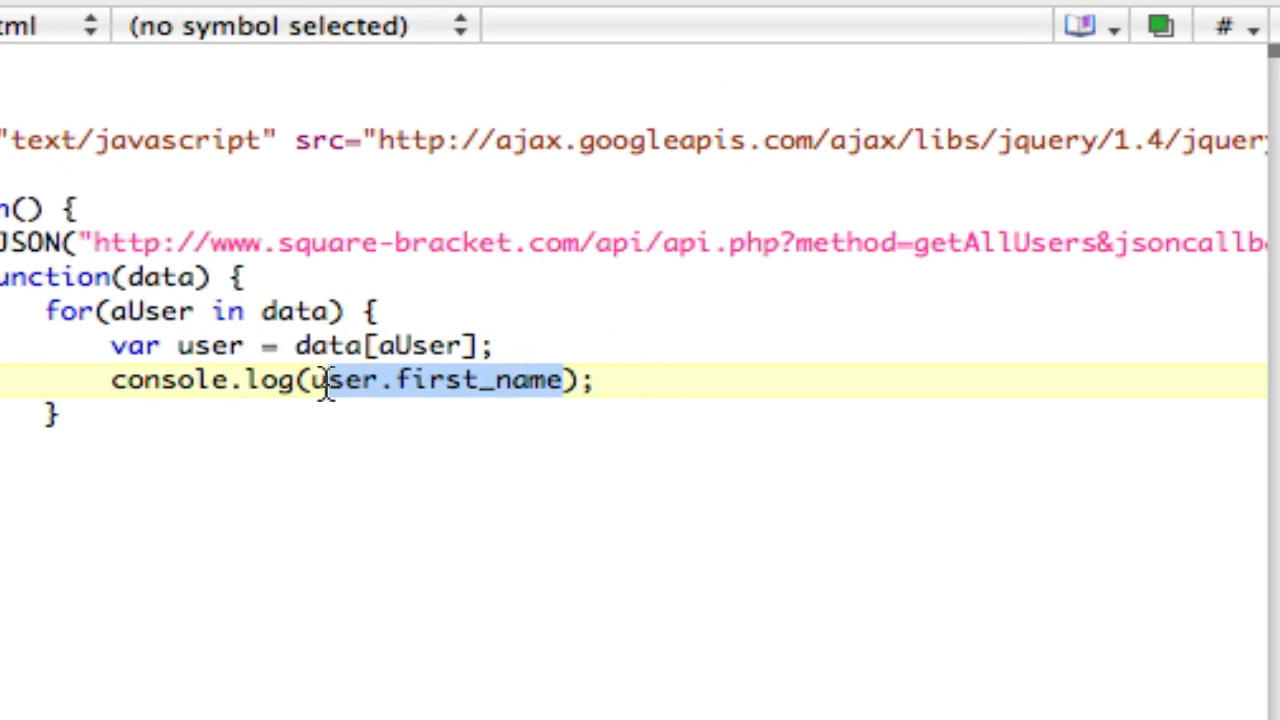 tml (no symbol selected) #
"text/javascript" src="http://ajax.googleapis.com/ajax/libs/jquery/1.4/jquery
n() {
JSON("http://www.square-bracket.com/api/api.php?method=getAllUsers&jsoncallb
unction(data) {
for(aUser in data) {
var user = data[aUser];
console.log(user.first_name);
}